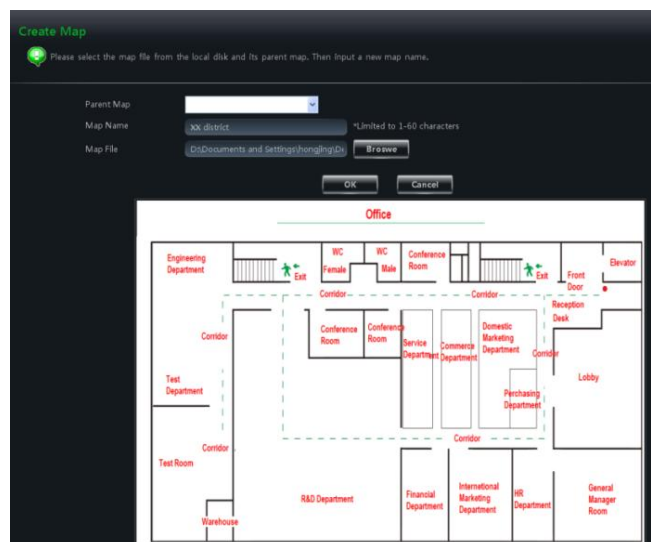 Create Map
Please select the map file from the local disk and its parent map. Then input a new map name.
Parent Map
Map Name
XX district
*Limited to 1-60 characters
Map File
D:\Documents and Settings\hongjing\De
Broswe
OK
Cancel
Office
Engineering
Department
Exit
WC
Female
WC
Male
Conference
Room
Exit
Front
Door
Elevator
Corridor
Corridor
Reception
Desk
Corridor
Conference
Room
Conference
Room
Service
Department
Commerce
Department
Domestic
Marketing
Department
Corridor
Lobby
Test
Department
Purchasing
Department
Corridor
Corridor
Test Room
R&D Department
Financial
Department
International
Marketing
Department
HR
Department
General
Manager
Room
Warehouse